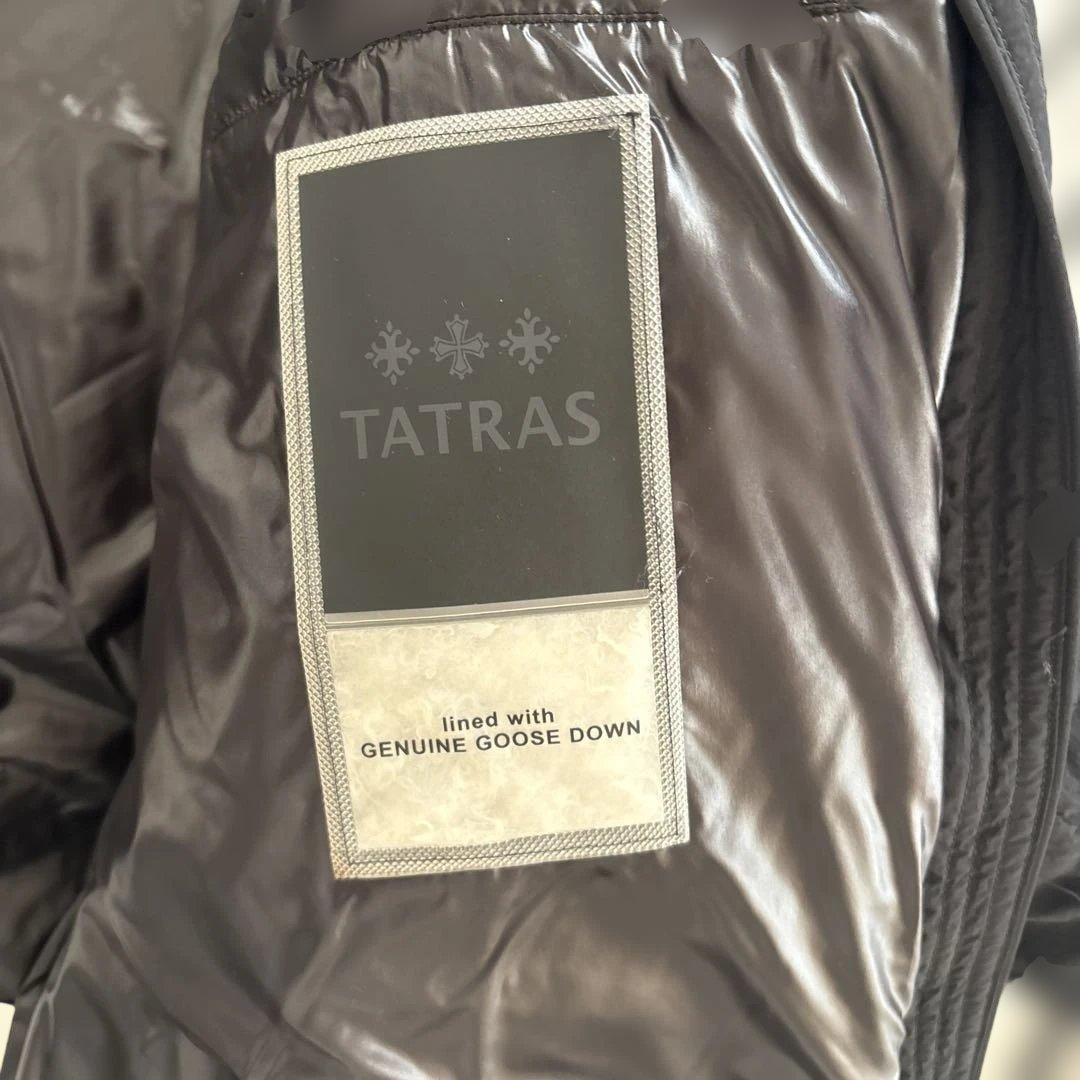 TATRAS
lined with
GENUINE GOOSE DOWN